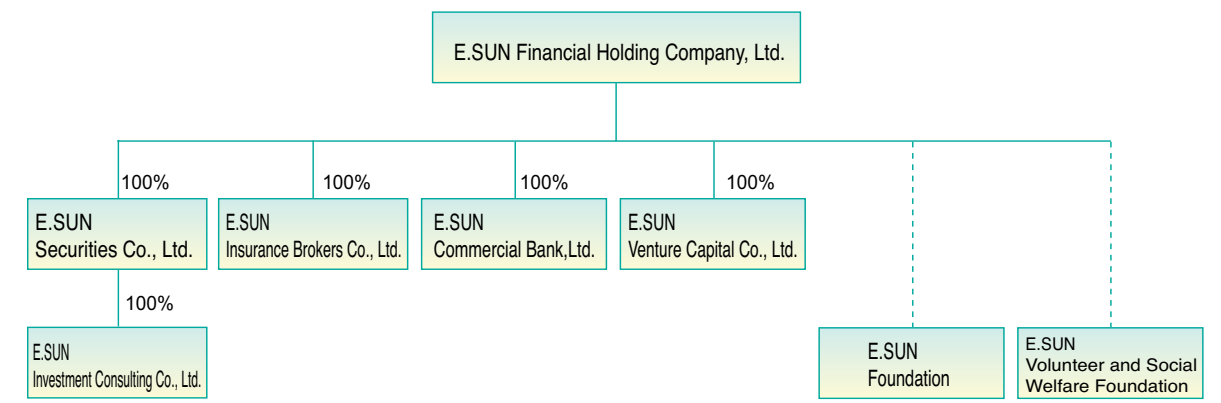 E.SUN Financial Holding Company, Ltd.
100%
100%
100%
100%
E.SUN
Securities Co., Ltd.
E.SUN
Insurance Brokers Co., Ltd.
E.SUN
Commercial Bank,Ltd.
E.SUN
Venture Capital Co., Ltd.
100%
E.SUN
Investment Consulting Co., Ltd.
E.SUN
Foundation
E.SUN
Volunteer and Social
Welfare Foundation